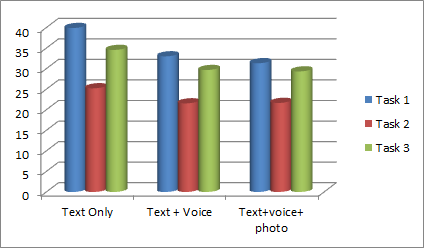 40
35
30
25
20
15
10
5
0
Text Only
Text + Voice
Text+voice+
photo
Task 1
Task 2
Task 3